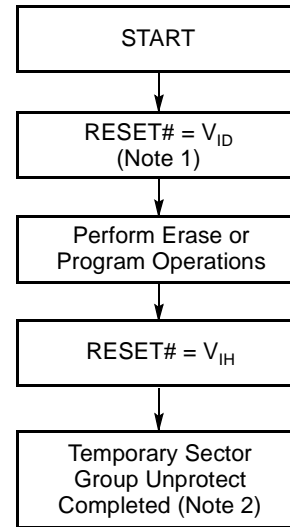 START
RESET# = V_ID
(Note 1)
Perform Erase or
Program Operations
RESET# = V_IH
Temporary Sector
Group Unprotect
Completed (Note 2)